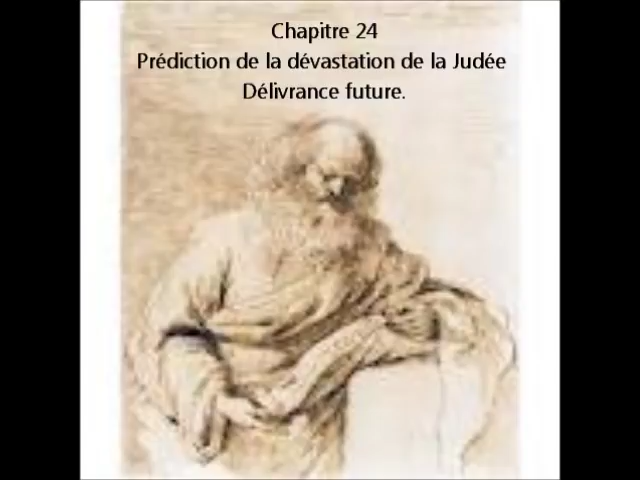 Chapitre 24
Prédiction de la dévastation de la Judée
Délivrance future.